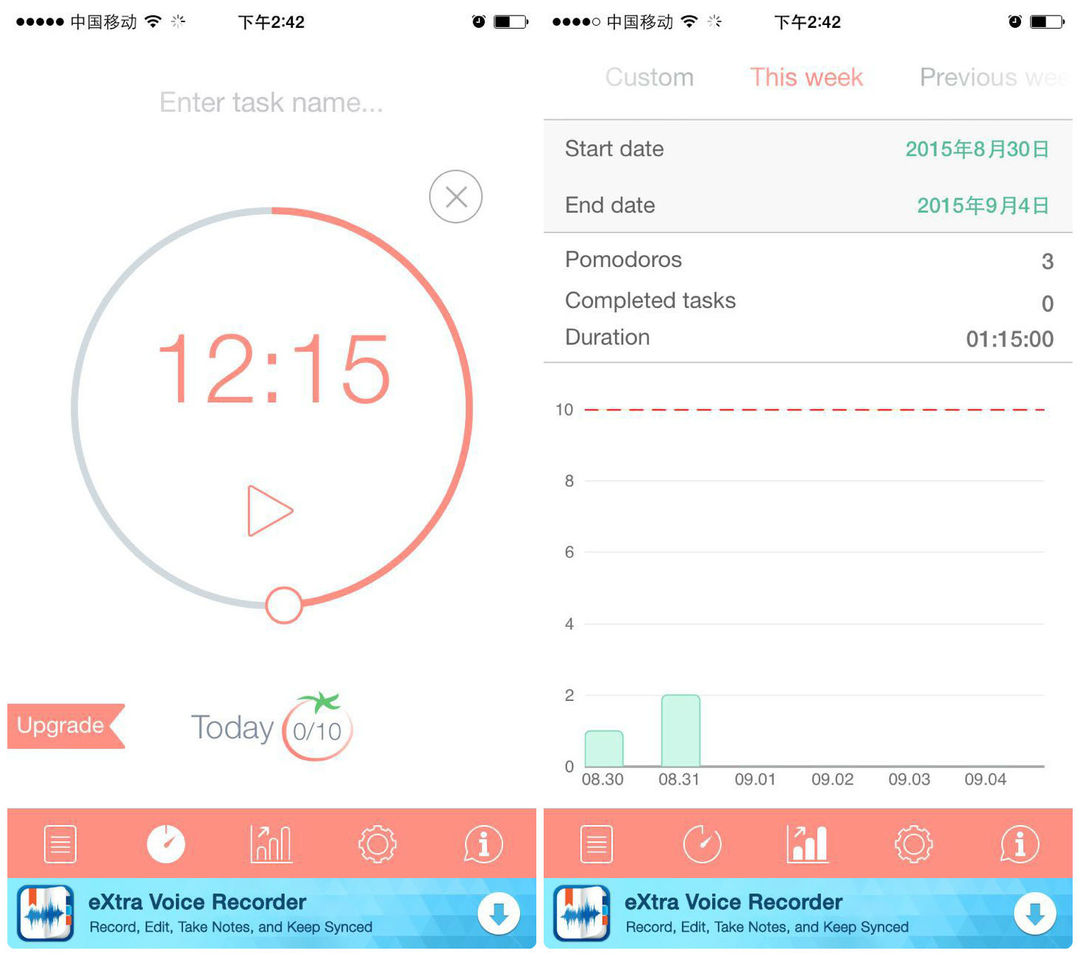 中国移动 下午2:42
Enter task name...
12:15
Upgrade
Today 0/10
eXtra Voice Recorder
Record, Edit, Take Notes, and Keep Synced
中国移动 下午2:42
Custom This week Previous wee
Start date 2015年8月30日
End date 2015年9月4日
Pomodoros 3
Completed tasks 0
Duration 01:15:00
10
8
6
4
2
0
08.30 08.31 09.01 09.02 09.03 09.04
eXtra Voice Recorder
Record, Edit, Take Notes, and Keep Synced